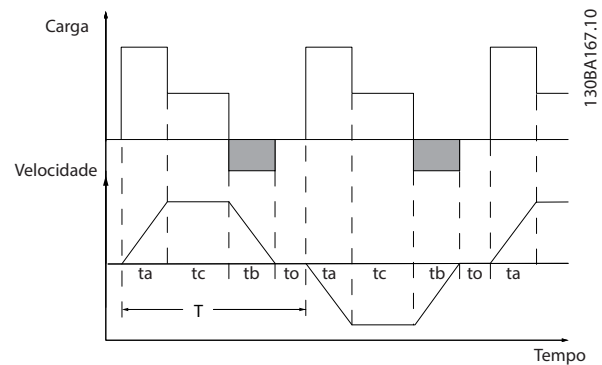 Carga
130BA167.10
Velocidade
ta tc tb to ta tc tb to ta
T
Tempo